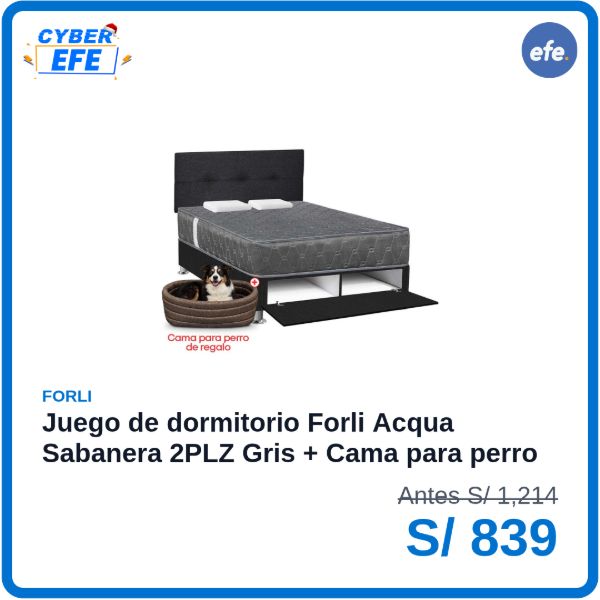 CYBER
EFE
efe.
+
Cama para perro
de regalo
FORLI
Juego de dormitorio Forli Acqua
Sabanera 2PLZ Gris + Cama para perro
Antes S/ 1,214
S/ 839